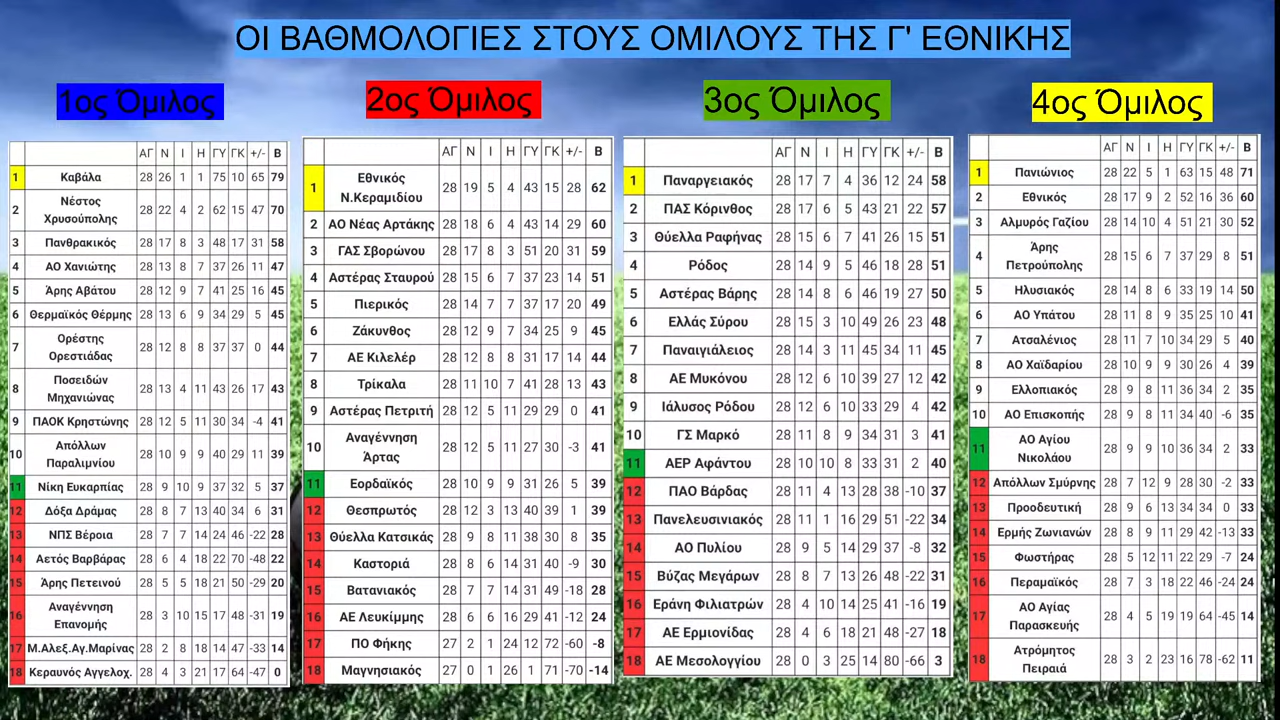 ΟΙ ΒΑΘΜΟΛΟΓΙΕΣ ΣΤΟΥΣ ΟΜΙΛΟΥΣ ΤΗΣ Γ' ΕΘΝΙΚΗΣ
1ος Όμιλος
ΑΓ Ν Ι Η ΓΥ ΓΚ +/- Β
1 Καβάλα 28 26 1 1 75 10 65 79
2 Νέστος Χρυσούπολης 28 22 4 2 62 15 47 70
3 Πανθρακικός 28 17 8 3 48 17 31 58
4 ΑΟ Χανιώτης 28 13 8 7 37 26 11 47
5 Άρης Αβάτου 28 12 9 7 41 25 16 45
6 Θερμαϊκός Θέρμης 28 13 6 9 34 29 5 45
7 Ορέστης Ορεστιάδας 28 12 8 8 37 37 0 44
8 Ποσειδών Μηχανιώνας 28 13 4 11 43 26 17 43
9 ΠΑΟΚ Κρηστώνης 28 12 5 11 30 34 -4 41
10 Απόλλων Παραλιμνίου 28 10 9 9 40 29 11 39
11 Νίκη Ευκαρπίας 28 9 10 9 37 32 5 37
12 Δόξα Δράμας 28 8 7 13 40 34 6 31
13 ΝΠΣ Βέροια 28 7 7 14 24 46 -22 28
14 Αετός Βαρβάρας 28 6 4 18 22 70 -48 22
15 Άρης Πετεινού 28 5 5 18 21 50 -29 20
16 Αναγέννηση Επανομής 28 3 10 15 17 48 -31 19
17 Μ.Αλεξ.Αγ.Μαρίνας 28 2 8 18 14 47 -33 14
18 Κεραυνός Αγγελοχ. 28 4 3 21 17 64 -47 0
2ος Όμιλος
ΑΓ Ν Ι Η ΓΥ ΓΚ +/- Β
1 Εθνικός Ν.Κεραμιδίου 28 19 5 4 43 15 28 62
2 ΑΟ Νέας Αρτάκης 28 18 6 4 43 14 29 60
3 ΓΑΣ Σβορώνου 28 17 8 3 51 20 31 59
4 Αστέρας Σταυρού 28 15 6 7 37 23 14 51
5 Πιερικός 28 14 7 7 37 17 20 49
6 Ζάκυνθος 28 12 9 7 34 25 9 45
7 ΑΕ Κιλελέρ 28 12 8 8 31 17 14 44
8 Τρίκαλα 28 11 10 7 41 28 13 43
9 Αστέρας Πετριτή 28 12 5 11 29 29 0 41
10 Αναγέννηση Άρτας 28 12 5 11 27 30 -3 41
11 Εορδαϊκός 28 10 9 9 31 26 5 39
12 Θεσπρωτός 28 12 3 13 40 39 1 39
13 Θύελλα Κατσικάς 28 9 8 11 38 30 8 35
14 Καστοριά 28 8 6 14 31 40 -9 30
15 Βατανιακός 28 7 7 14 31 49 -18 28
16 ΑΕ Λευκίμμης 28 6 6 16 29 41 -12 24
17 ΠΟ Φήκης 27 2 1 24 12 72 -60 -8
18 Μαγνησιακός 27 0 1 26 1 71 -70 -14
3ος Όμιλος
ΑΓ Ν Ι Η ΓΥ ΓΚ +/- Β
1 Παναργειακός 28 17 7 4 36 12 24 58
2 ΠΑΣ Κόρινθος 28 17 6 5 43 21 22 57
3 Θύελλα Ραφήνας 28 15 6 7 41 26 15 51
4 Ρόδος 28 14 9 5 46 18 28 51
5 Αστέρας Βάρης 28 14 8 6 46 19 27 50
6 Ελλάς Σύρου 28 15 3 10 49 26 23 48
7 Παναιγιάλειος 28 14 3 11 45 34 11 45
8 ΑΕ Μυκόνου 28 12 6 10 39 27 12 42
9 Ιάλυσος Ρόδου 28 12 6 10 33 29 4 42
10 ΓΣ Μαρκό 28 11 8 9 34 31 3 41
11 ΑΕΡ Αφάντου 28 10 10 8 33 31 2 40
12 ΠΑΟ Βάρδας 28 11 4 13 28 38 -10 37
13 Πανελευσινιακός 28 11 1 16 29 51 -22 34
14 ΑΟ Πυλίου 28 9 5 14 29 37 -8 32
15 Βύζας Μεγάρων 28 8 7 13 26 48 -22 31
16 Εράνη Φιλιατρών 28 4 10 14 25 41 -16 19
17 ΑΕ Ερμιονίδας 28 4 6 18 21 48 -27 18
18 ΑΕ Μεσολογγίου 28 0 3 25 14 80 -66 3
4ος Όμιλος
ΑΓ Ν Ι Η ΓΥ ΓΚ +/- Β
1 Πανιώνιος 28 22 5 1 63 15 48 71
2 Εθνικός 28 17 9 2 52 16 36 60
3 Αλμυρός Γαζίου 28 14 10 4 51 21 30 52
4 Άρης Πετρούπολης 28 15 6 7 37 29 8 51
5 Ηλυσιακός 28 14 8 6 33 19 14 50
6 ΑΟ Υπάτου 28 11 8 9 35 25 10 41
7 Ατσαλένιος 28 11 7 10 34 29 5 40
8 ΑΟ Χαϊδαρίου 28 10 9 9 30 26 4 39
9 Ελλοπιακός 28 9 8 11 36 34 2 35
10 ΑΟ Επισκοπής 28 9 8 11 34 40 -6 35
11 ΑΟ Αγίου Νικολάου 28 9 9 10 36 34 2 33
12 Απόλλων Σμύρνης 28 7 12 9 28 30 -2 33
13 Προοδευτική 28 9 6 13 34 34 0 33
14 Ερμής Ζωνιανών 28 8 9 11 29 42 -13 33
15 Φωστήρας 28 5 12 11 22 29 -7 24
16 Περαμαϊκός 28 7 3 18 22 46 -24 24
17 ΑΟ Αγίας Παρασκευής 28 4 5 19 19 64 -45 14
18 Ατρόμητος Πειραιά 28 3 2 23 16 78 -62 11